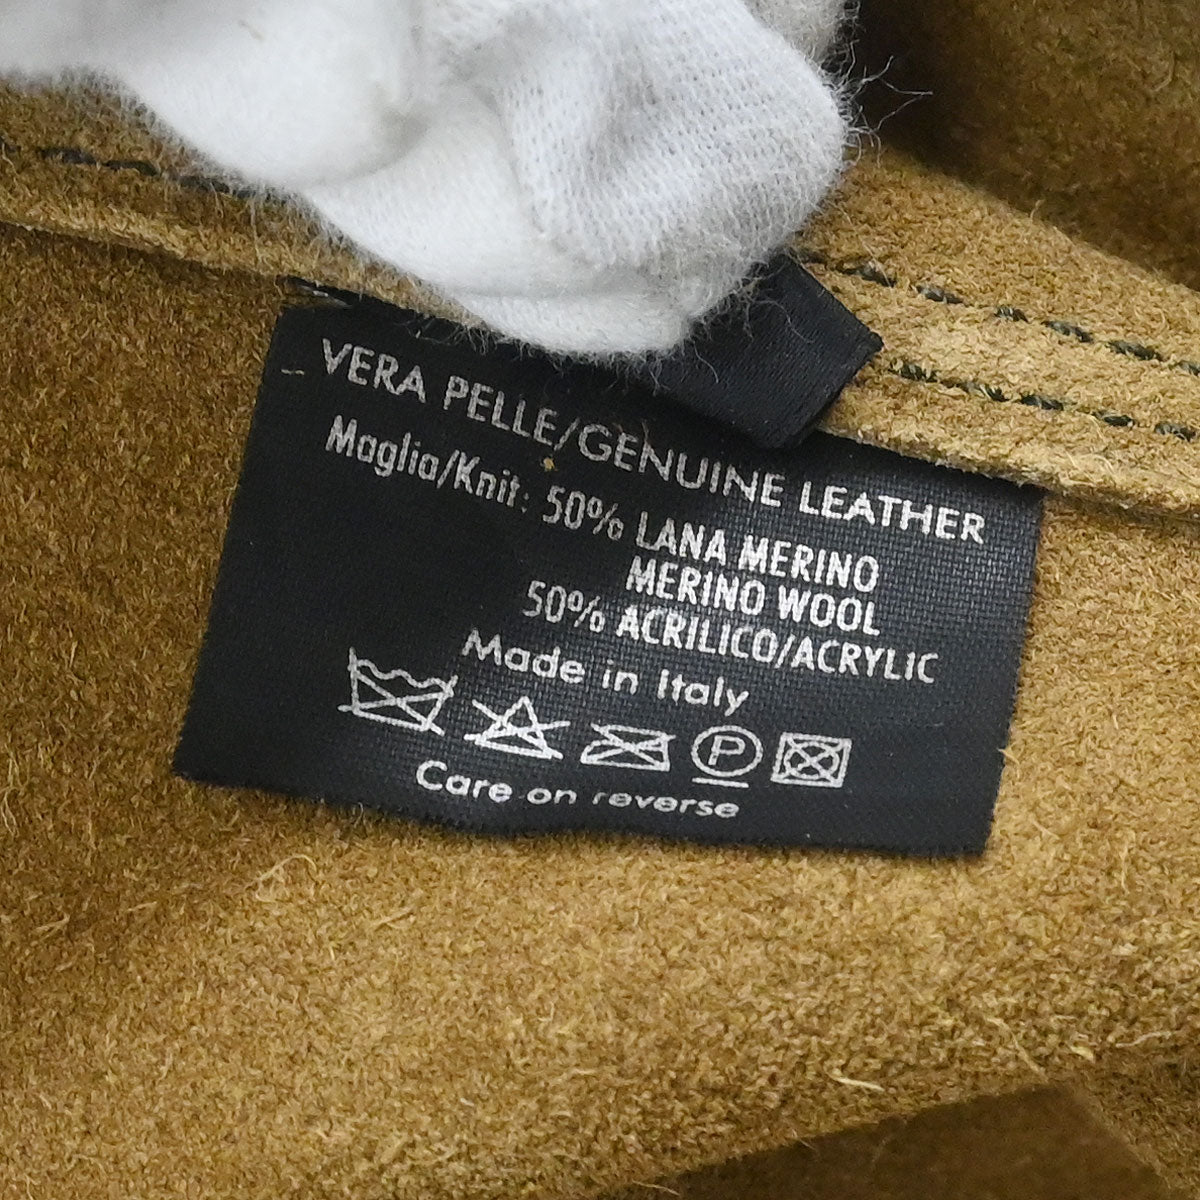 VERA PELLE/GENUINE LEATHER
Maglia/Knit: 50% LANA MERINO
MERINO WOOL
50% ACRILICO/ACRYLIC
Made in Italy
P
Care on reverse